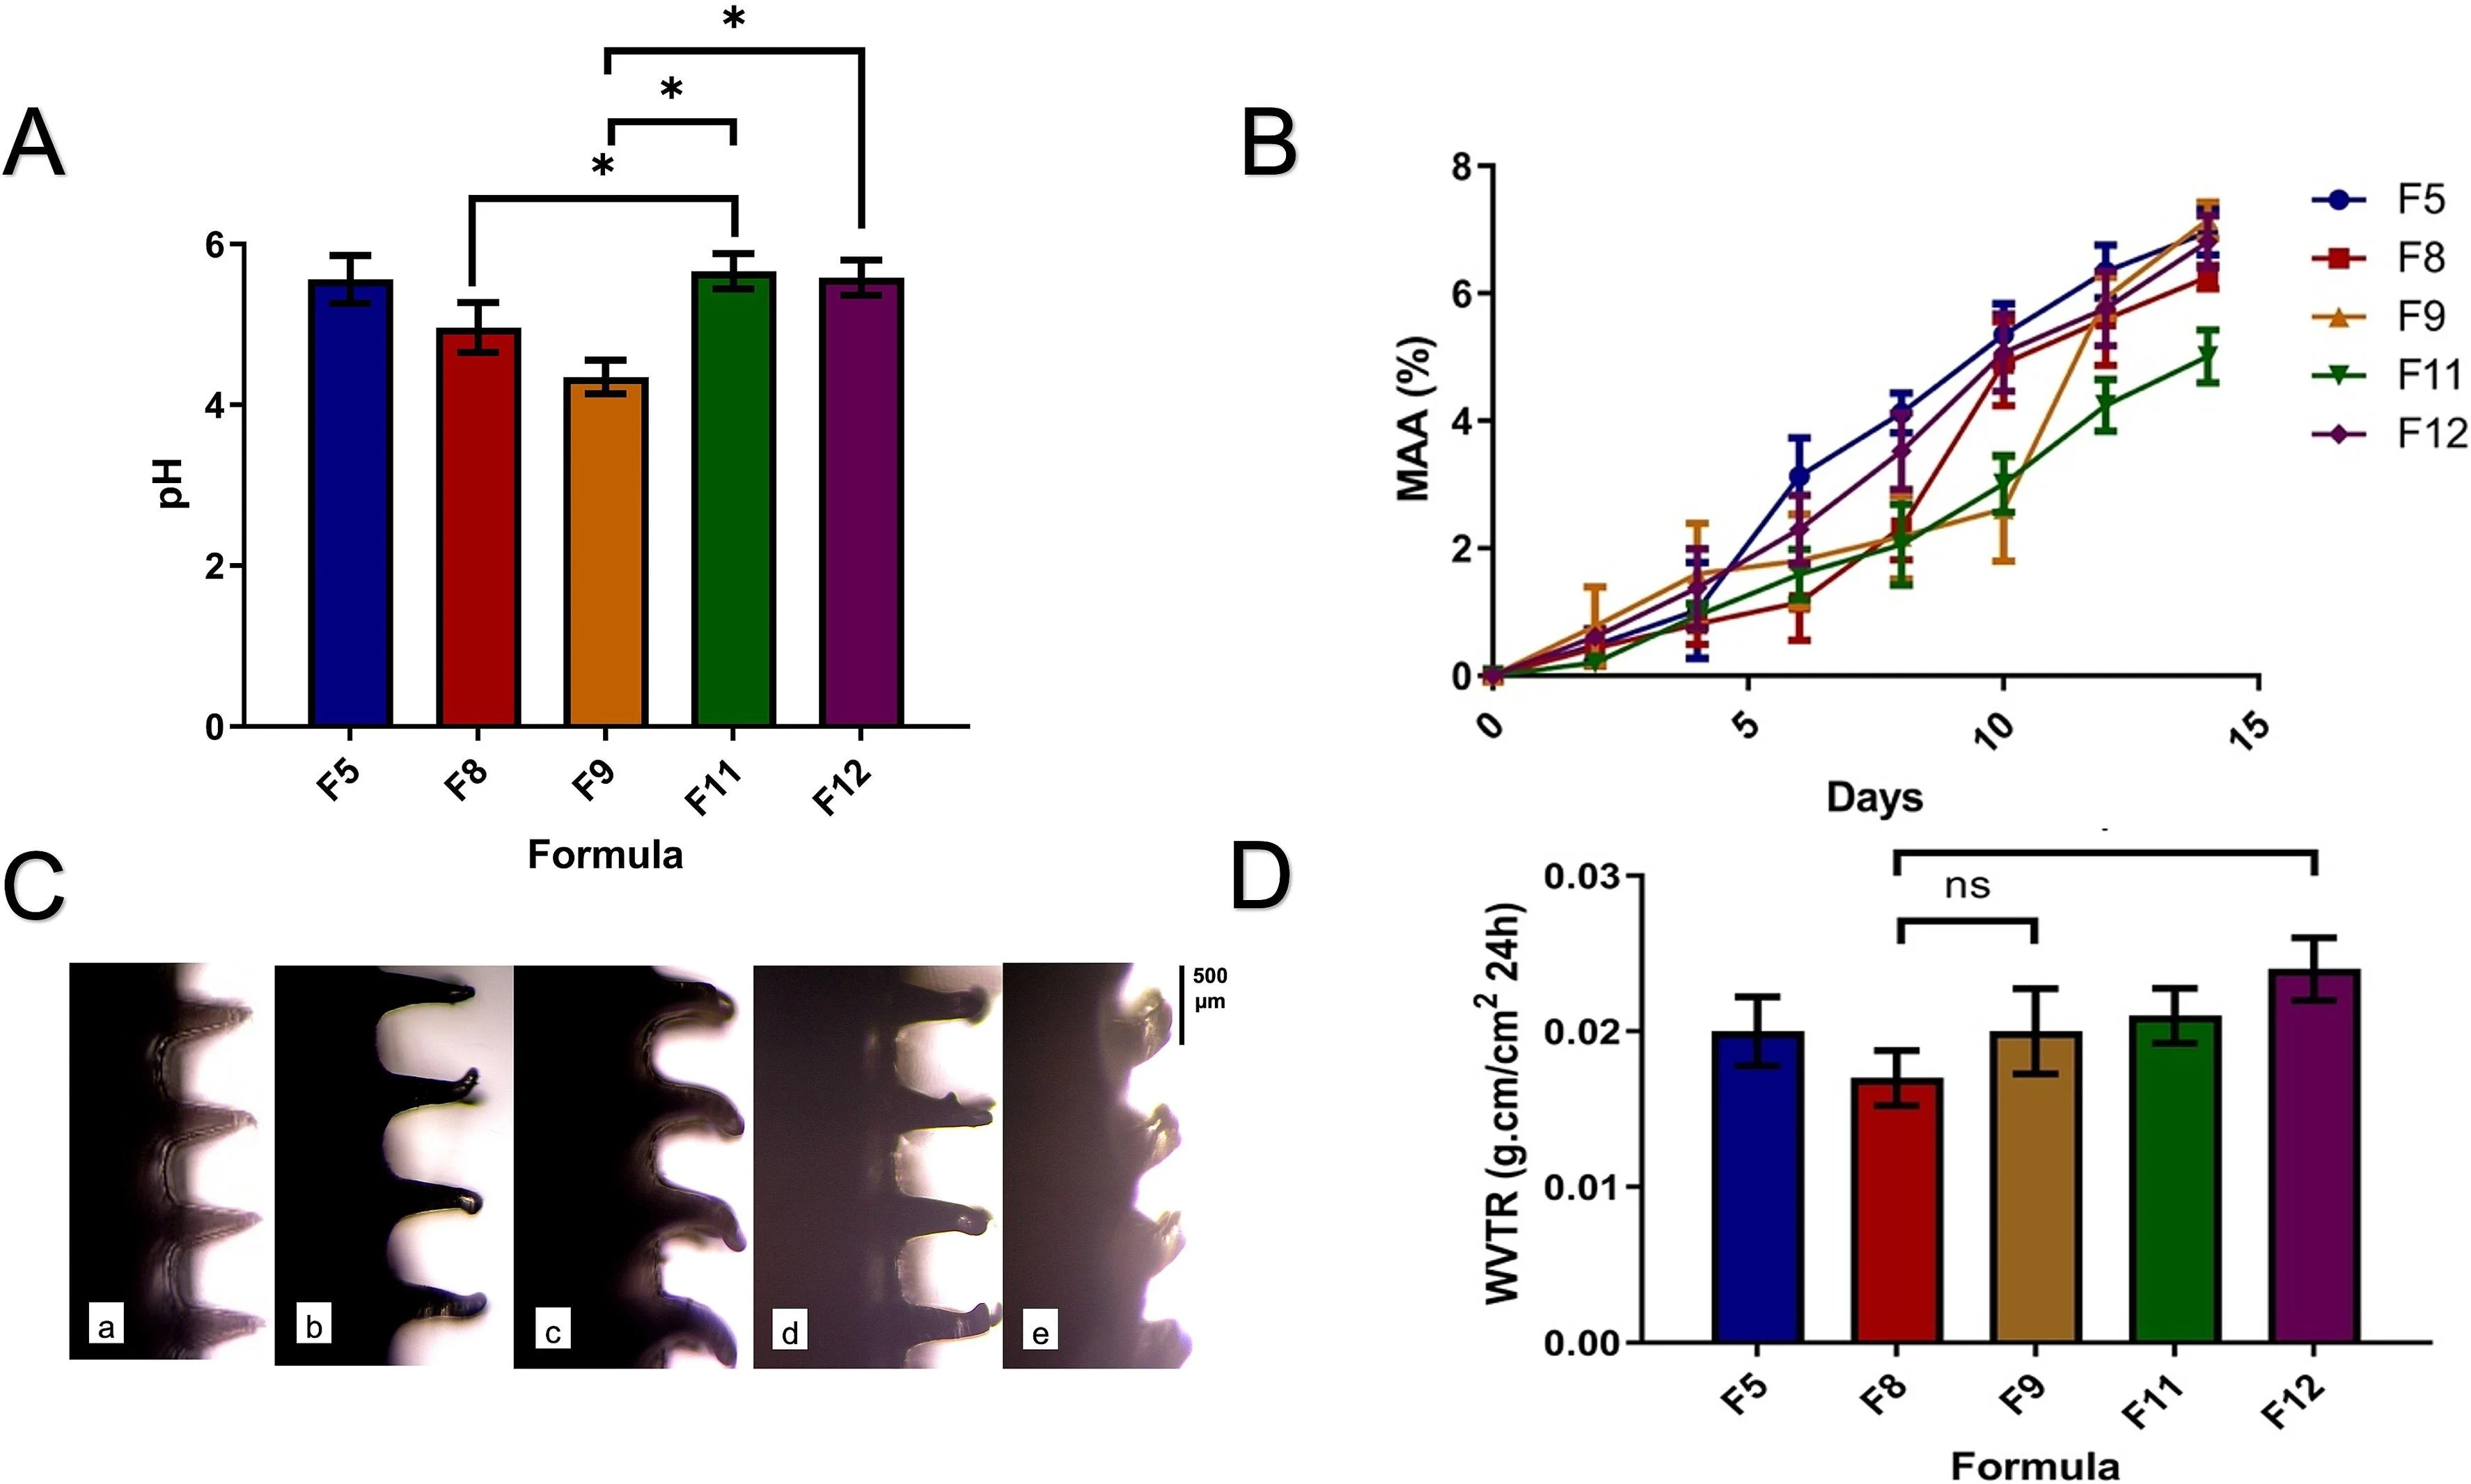 A
*
*
*
6
4
2
0
pH
F5
F8
F9
F11
F12
Formula
B
8
6
4
2
0
MAA (%)
0
5
10
15
Days
F5
F8
F9
F11
F12
C
a
b
c
d
e
500
µm
D
ns
0.03
0.02
0.01
0.00
WVTR (g.cm/cm² 24h)
F5
F8
F9
F11
F12
Formula